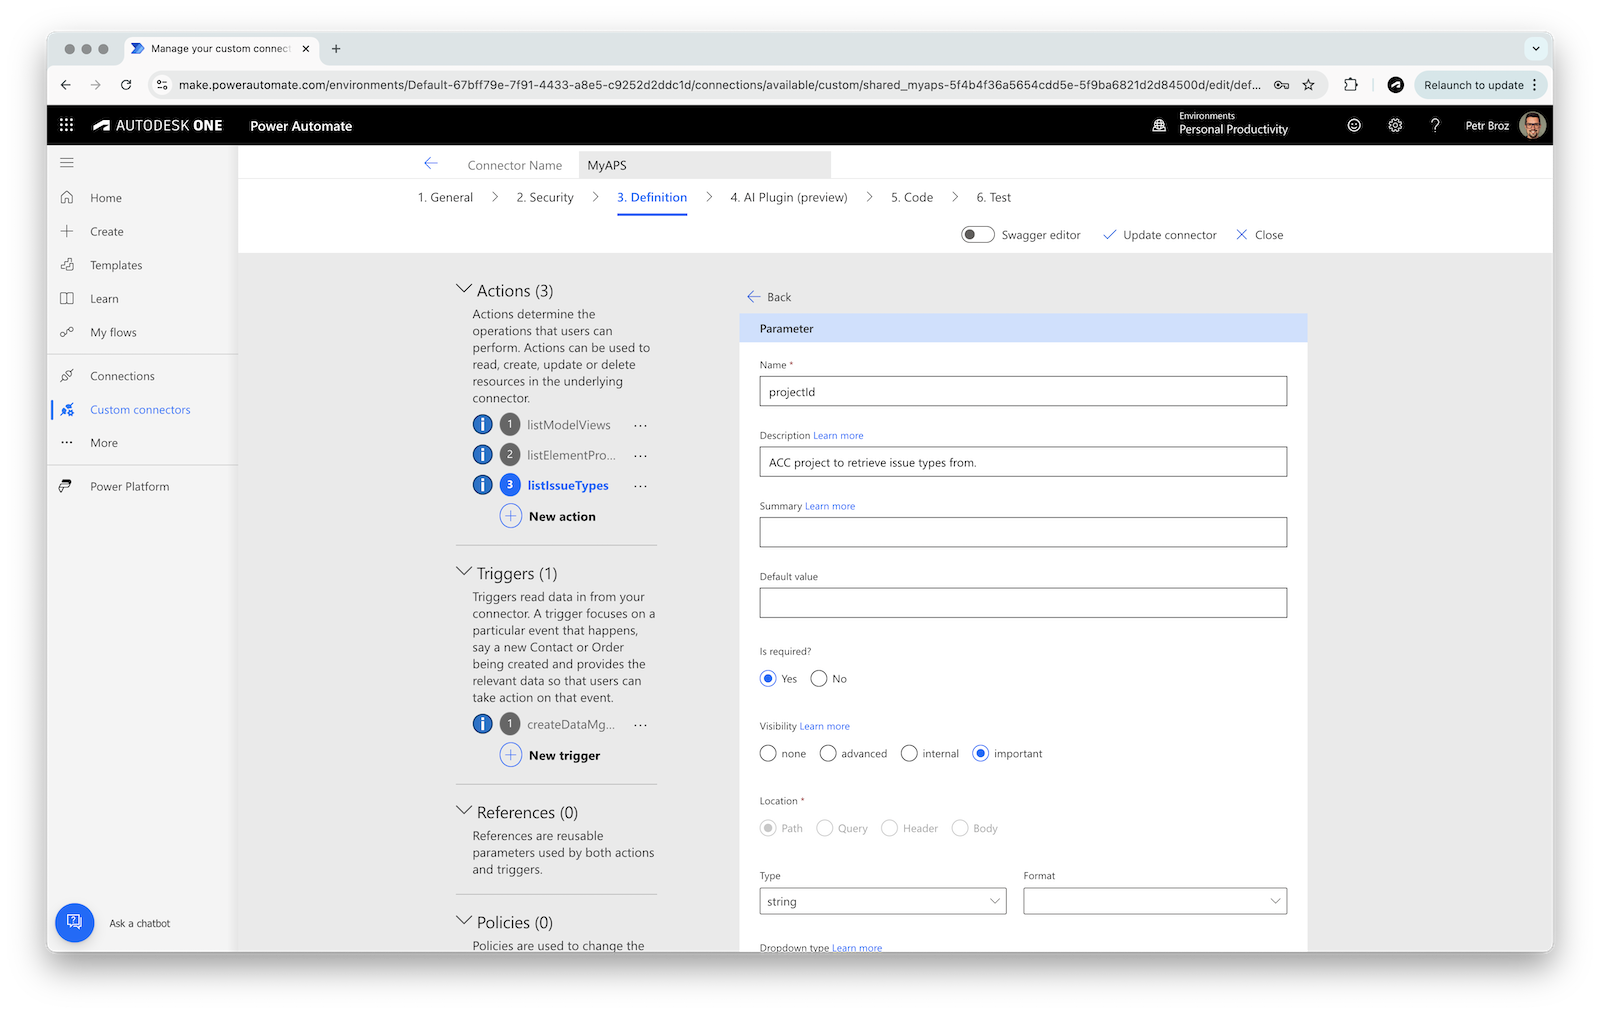 Manage your custom connect
make.powerautomate.com/environments/Default-67bff79e-7f91-4433-a8e5-c9252d2ddc1d/connections/available/custom/shared_myaps-5f4b4f36a5654cdd5e-5f9ba6821d2d84500d/edit/def...
Relaunch to update
AUTODESK ONE
Power Automate
Environments
Personal Productivity
Petr Broz
Connector Name
MyAPS
1. General
2. Security
3. Definition
4. AI Plugin (preview)
5. Code
6. Test
Swagger editor
Update connector
Close
Home
Create
Templates
Learn
My flows
Connections
Custom connectors
More
Power Platform
Ask a chatbot
Actions (3)
Actions determine the
operations that users can
perform. Actions can be used to
read, create, update or delete
resources in the underlying
connector.
1 listModelViews ...
2 listElementPro... ...
3 listIssueTypes ...
New action
Triggers (1)
Triggers read data in from your
connector. A trigger focuses on a
particular event that happens,
say a new Contact or Order
being created and provides the
relevant data so that users can
take action on that event.
1 createDataMg... ...
New trigger
References (0)
References are reusable
parameters used by both actions
and triggers.
Policies (0)
Policies are used to change the
Back
Parameter
Name *
projectId
Description Learn more
ACC project to retrieve issue types from.
Summary Learn more
Default value
Is required?
Yes No
Visibility Learn more
none advanced internal important
Location *
Path Query Header Body
Type
string
Format
Dropdown type Learn more